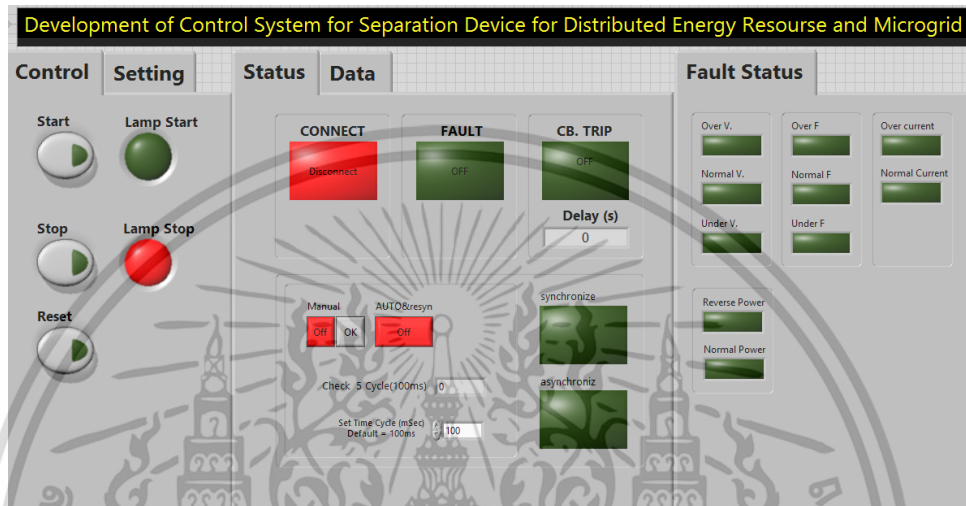 Development of Control System for Separation Device for Distributed Energy Resourse and Microgrid
Control
Setting
Start
Lamp Start
Stop
Lamp Stop
Reset
Status
Data
CONNECT
Disconnect
FAULT
OFF
CB. TRIP
OFF
Delay (s)
0
Manual
Off
OK
AUTO&resyn
Off
Check 5 Cycle(100ms)
0
Set Time Cycle (mSec)
Default = 100ms
100
synchronize
asynchroniz
Fault Status
Over V.
Normal V.
Under V.
Over F
Normal F
Under F
Over current
Normal Current
Reverse Power
Normal Power